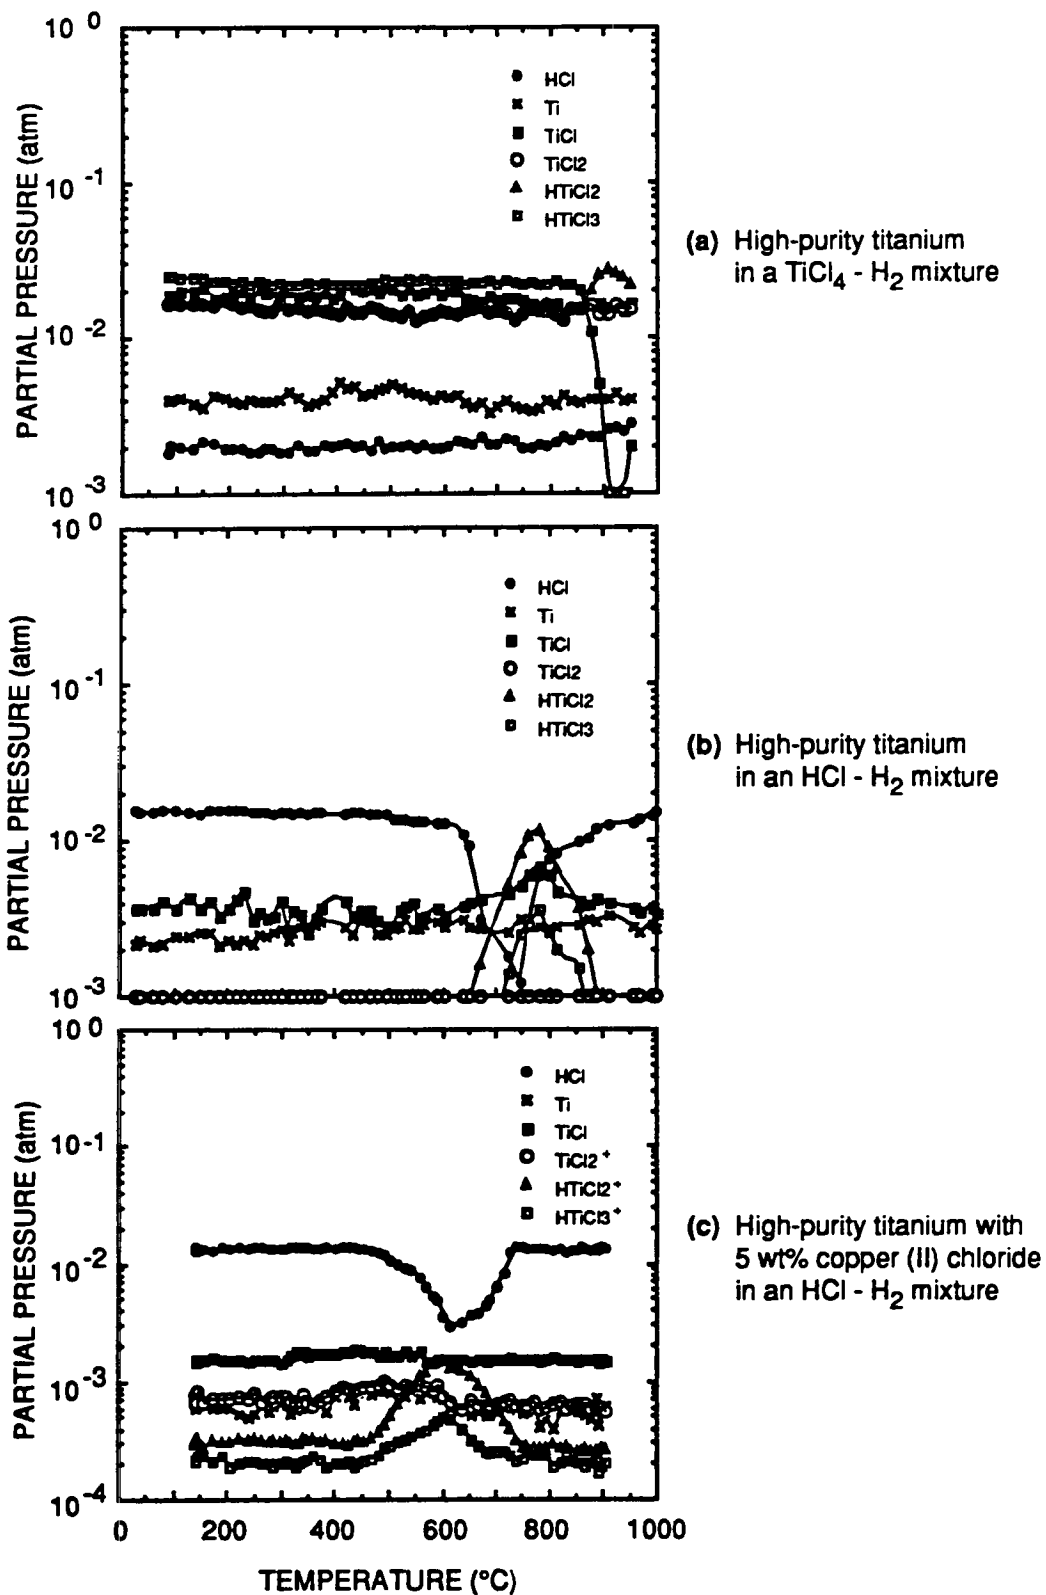 10 0
10 -1
10 -2
10 -3
PARTIAL PRESSURE (atm)
HCl
Ti
TiCl
TiCl2
HTiCl2
HTiCl3
(a) High-purity titanium
in a TiCl4 - H2 mixture
10 0
10 -1
10 -2
10 -3
PARTIAL PRESSURE (atm)
HCl
Ti
TiCl
TiCl2
HTiCl2
HTiCl3
(b) High-purity titanium
in an HCl - H2 mixture
10 0
10 -1
10 -2
10 -3
10 -4
PARTIAL PRESSURE (atm)
HCl
Ti
TiCl
TiCl2 +
HTiCl2 +
HTiCl3 +
(c) High-purity titanium with
5 wt% copper (II) chloride
in an HCl - H2 mixture
0 200 400 600 800 1000
TEMPERATURE (°C)